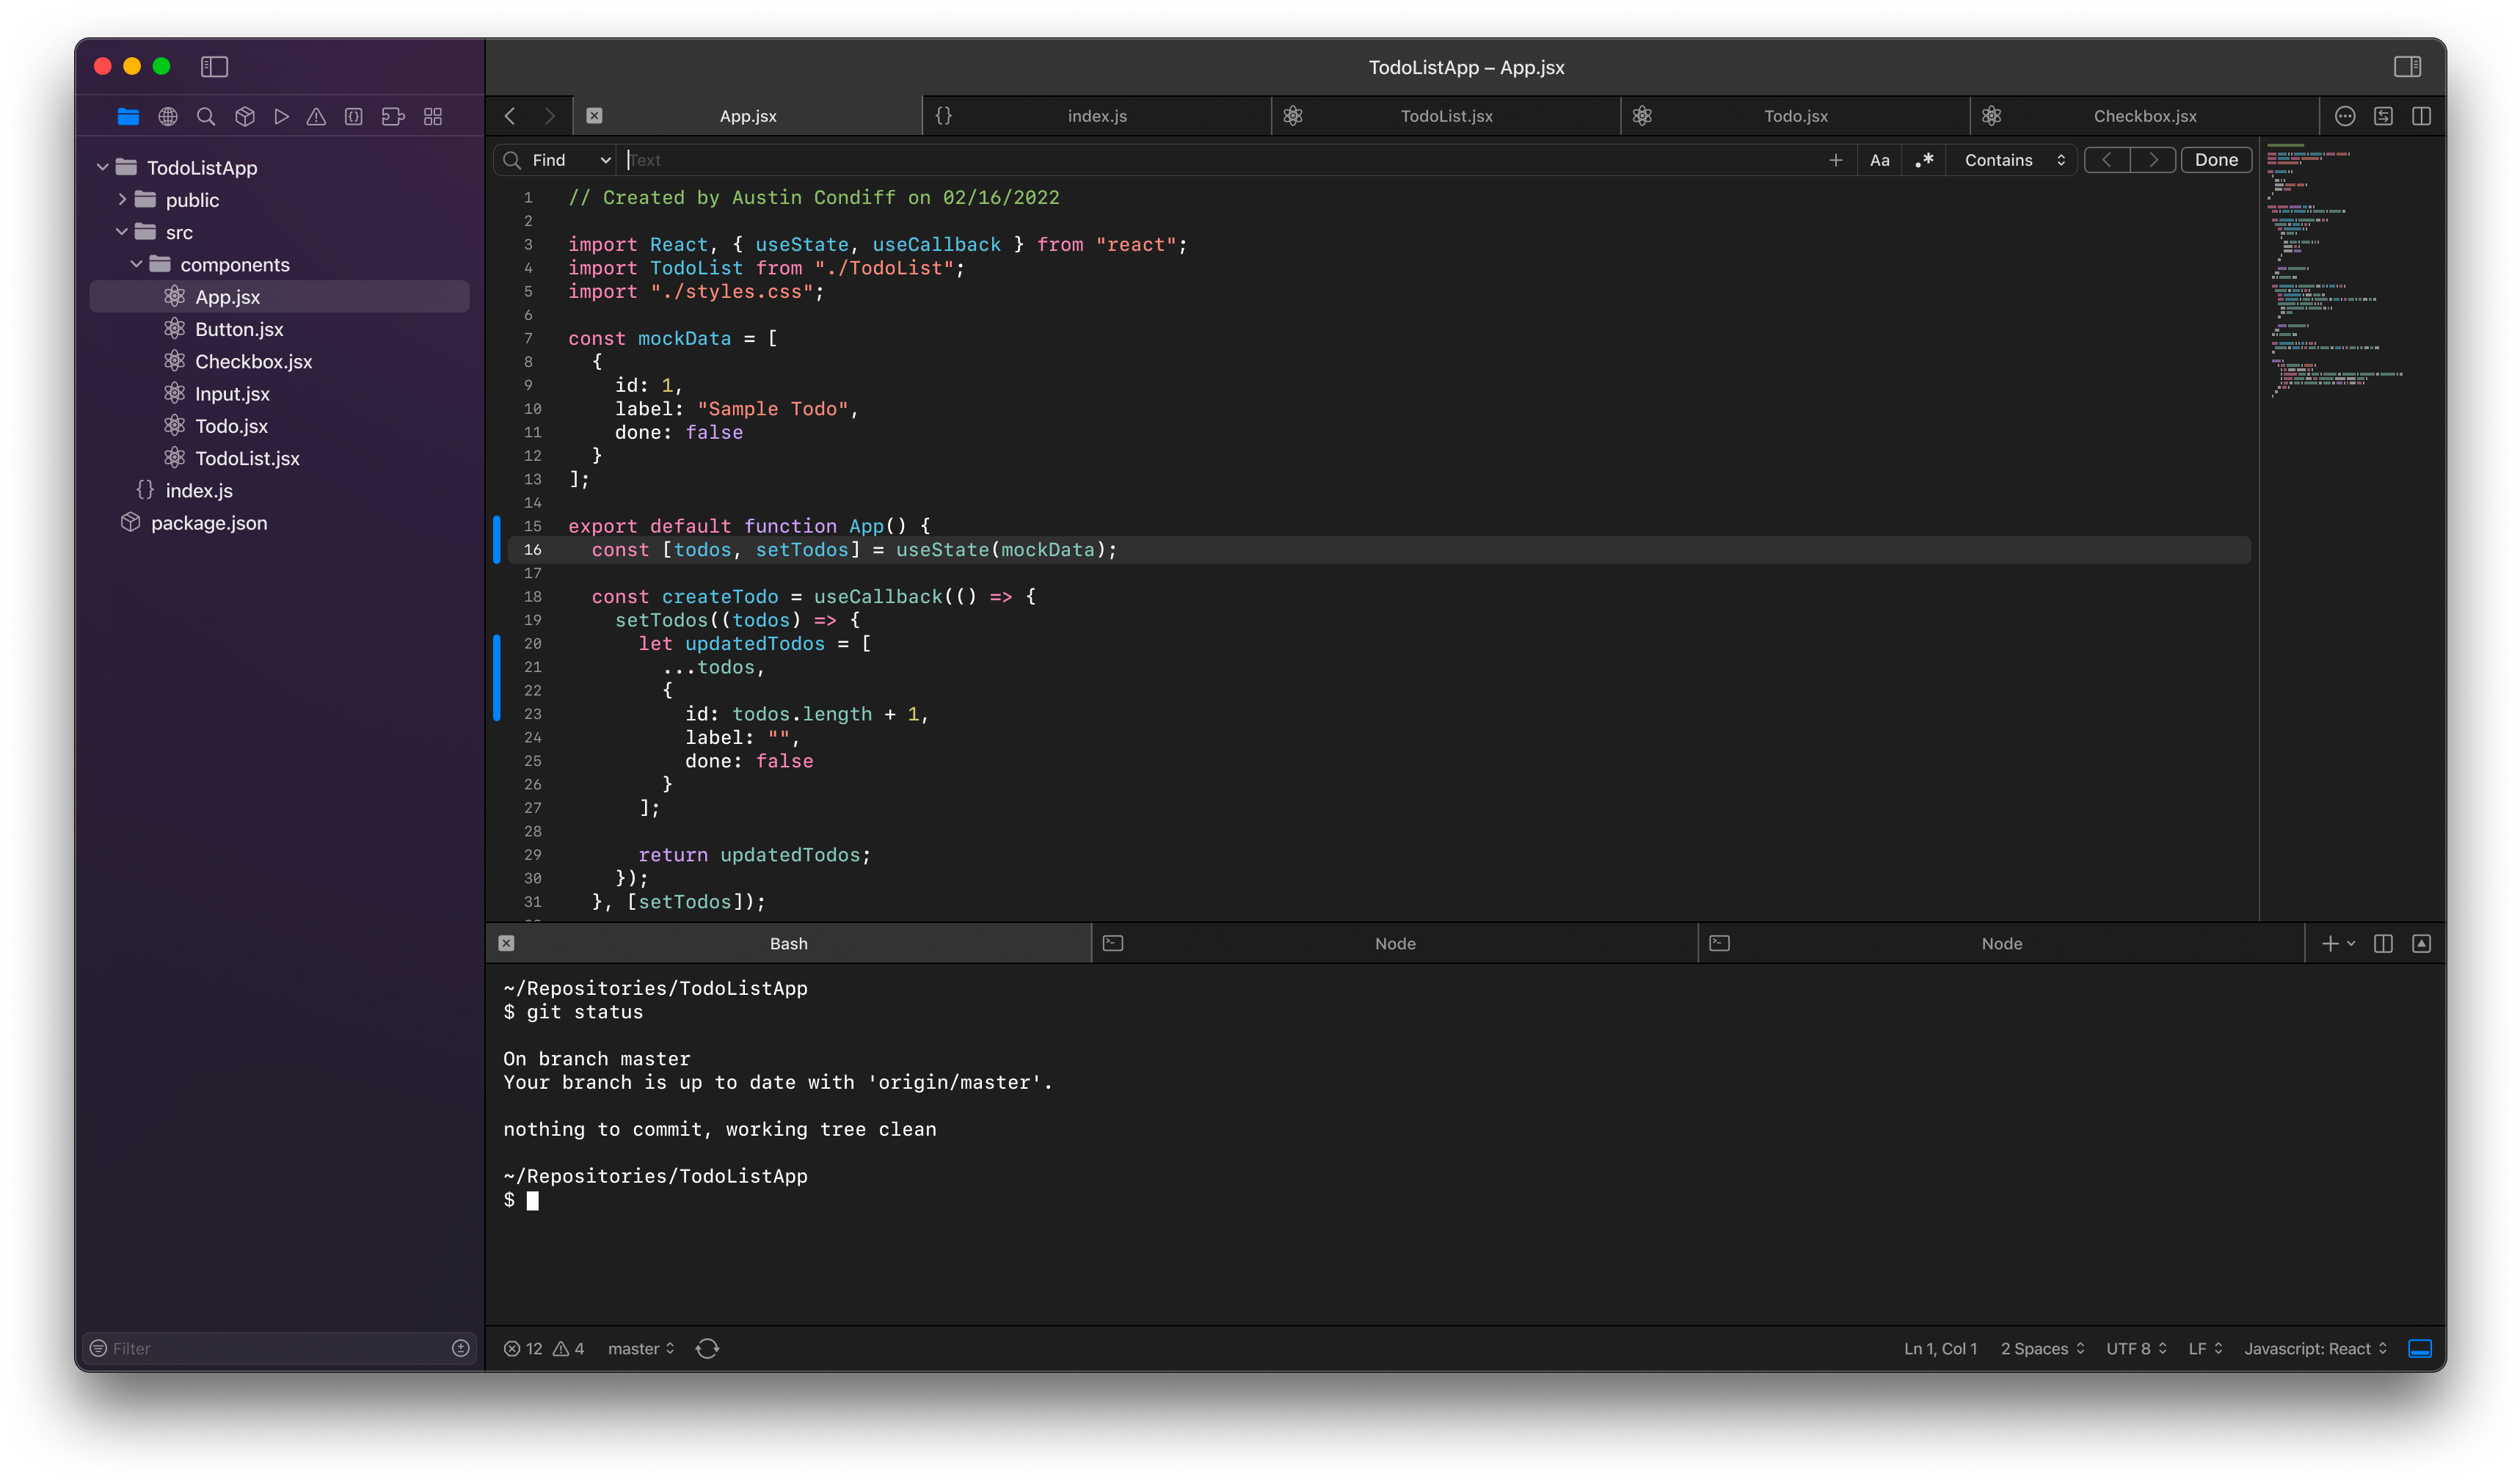 TodoListApp – App.jsx
App.jsx
index.js
TodoList.jsx
Todo.jsx
Checkbox.jsx
TodoListApp
public
src
components
App.jsx
Button.jsx
Checkbox.jsx
Input.jsx
Todo.jsx
TodoList.jsx
index.js
package.json
Filter
Find
Text
Aa
.*
Contains
Done
1 // Created by Austin Condiff on 02/16/2022
2
3 import React, { useState, useCallback } from "react";
4 import TodoList from "./TodoList";
5 import "./styles.css";
6
7 const mockData = [
8 {
9 id: 1,
10 label: "Sample Todo",
11 done: false
12 }
13 ];
14
15 export default function App() {
16 const [todos, setTodos] = useState(mockData);
17
18 const createTodo = useCallback(() => {
19 setTodos((todos) => {
20 let updatedTodos = [
21 ...todos,
22 {
23 id: todos.length + 1,
24 label: "",
25 done: false
26 }
27 ];
28
29 return updatedTodos;
30 });
31 }, [setTodos]);
Bash
Node
Node
~/Repositories/TodoListApp
$ git status
On branch master
Your branch is up to date with 'origin/master'.
nothing to commit, working tree clean
~/Repositories/TodoListApp
$
12 4 master
Ln 1, Col 1 2 Spaces UTF 8 LF Javascript: React